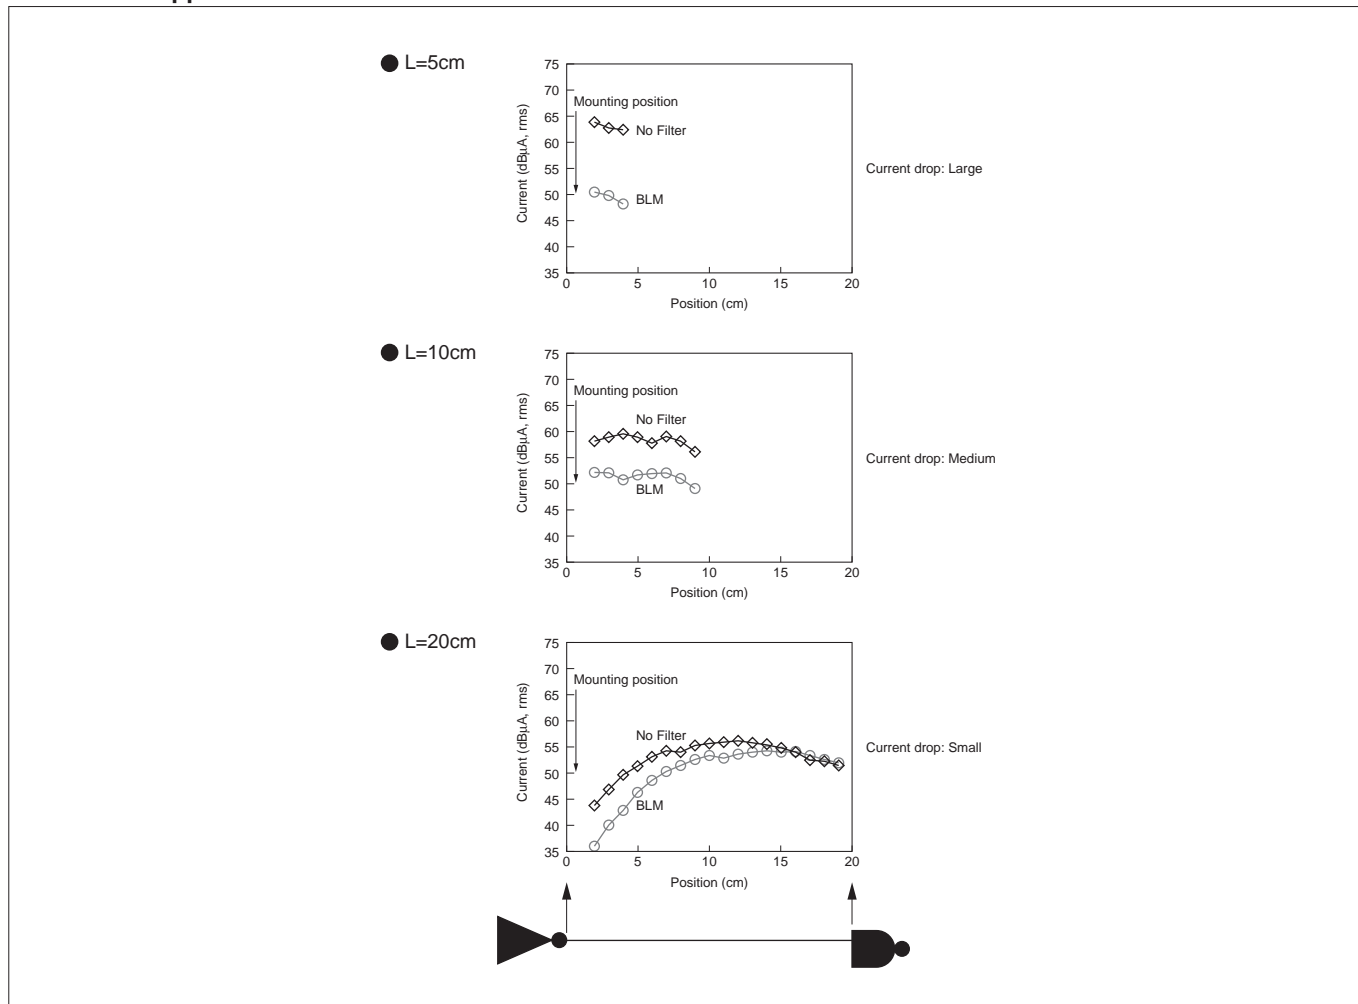 L=5cm
75
70
65
60
55
50
45
40
35
0
5
10
15
20
Current (dBμA, rms)
Position (cm)
Mounting position
No Filter
BLM
Current drop: Large
L=10cm
75
70
65
60
55
50
45
40
35
0
5
10
15
20
Current (dBμA, rms)
Position (cm)
Mounting position
No Filter
BLM
Current drop: Medium
L=20cm
75
70
65
60
55
50
45
40
35
0
5
10
15
20
Current (dBμA, rms)
Position (cm)
Mounting position
No Filter
BLM
Current drop: Small